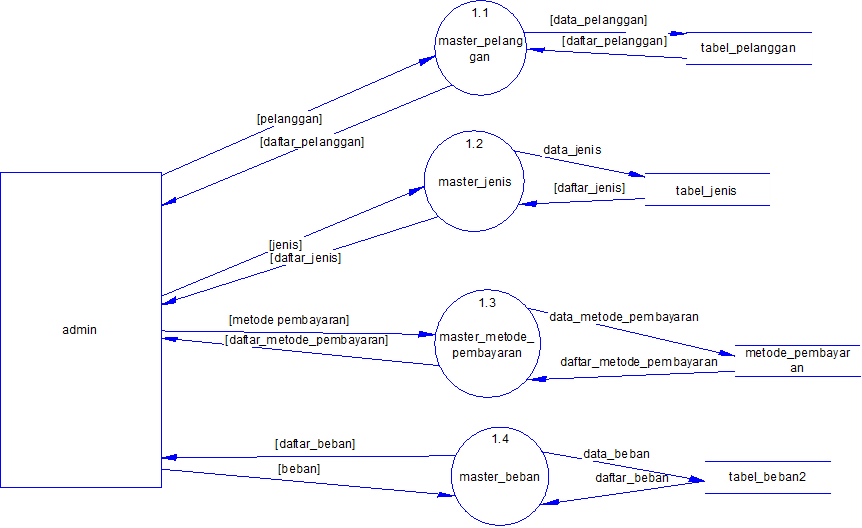 1.1
master_pelang
gan
[data_pelanggan]
[daftar_pelanggan]
tabel_pelanggan
[pelanggan]
[daftar_pelanggan]
1.2
master_jenis
data_jenis
[daftar_jenis]
tabel_jenis
[jenis]
[daftar_jenis]
admin
1.3
master_metode_
pembayaran
[metode pembayaran]
[daftar_metode_pembayaran]
data_metode_pembayaran
daftar_metode_pembayaran
metode_pembayar
an
1.4
master_beban
[daftar_beban]
[beban]
data_beban
daftar_beban
tabel_beban2